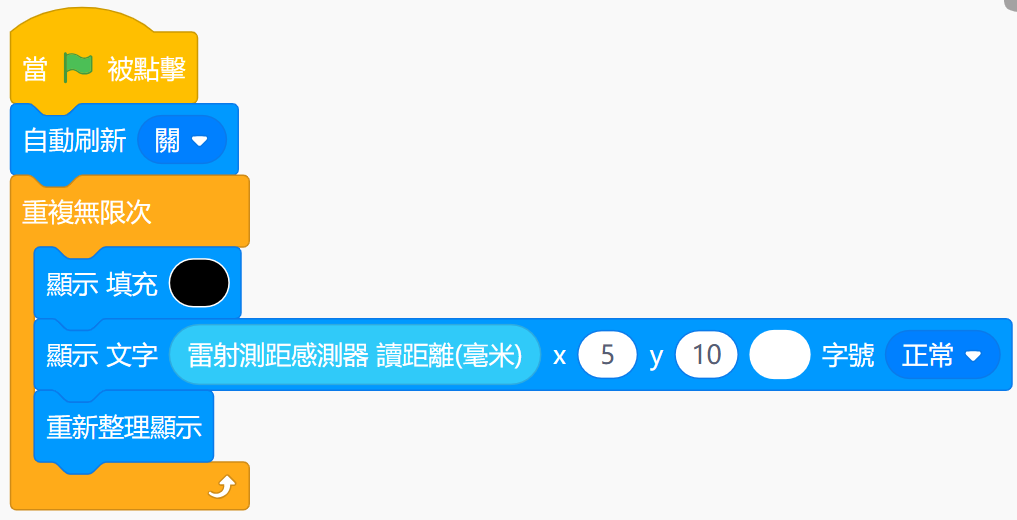 當 被點擊
自動刷新 關
重複無限次
顯示 填充
顯示 文字 雷射測距感測器 讀距離(毫米) x 5 y 10 字號 正常
重新整理顯示